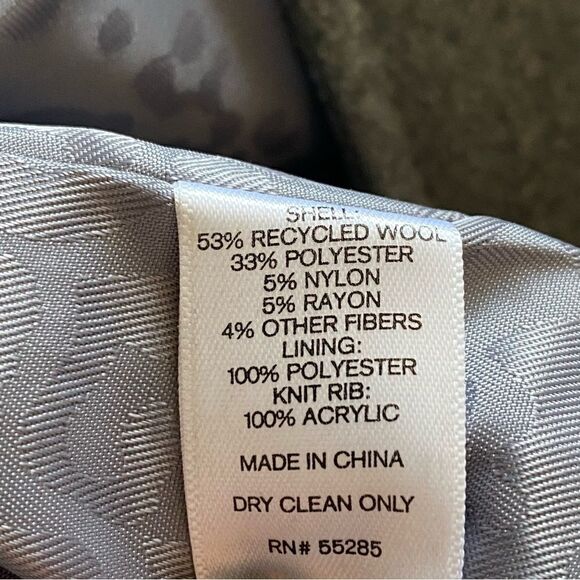 SHELL:
53% RECYCLED WOOL
33% POLYESTER
5% NYLON
5% RAYON
4% OTHER FIBERS
LINING:
100% POLYESTER
KNIT RIB:
100% ACRYLIC
MADE IN CHINA
DRY CLEAN ONLY
RN# 55285